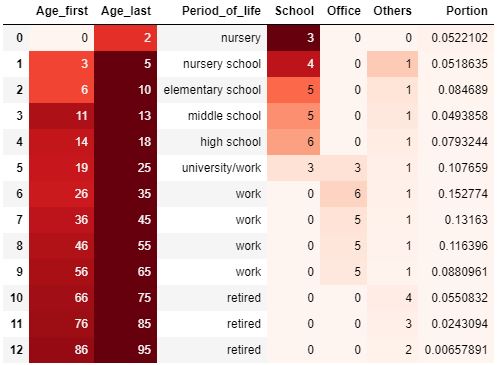 Age_first Age_last Period_of_life School Office Others Portion
0 0 2 nursery 3 0 0 0.0522102
1 3 5 nursery school 4 0 1 0.0518635
2 6 10 elementary school 5 0 1 0.084689
3 11 13 middle school 5 0 1 0.0493858
4 14 18 high school 6 0 1 0.0793244
5 19 25 university/work 3 3 1 0.107659
6 26 35 work 0 6 1 0.152774
7 36 45 work 0 5 1 0.13163
8 46 55 work 0 5 1 0.116396
9 56 65 work 0 5 1 0.0880961
10 66 75 retired 0 0 4 0.0550832
11 76 85 retired 0 0 3 0.0243094
12 86 95 retired 0 0 2 0.00657891